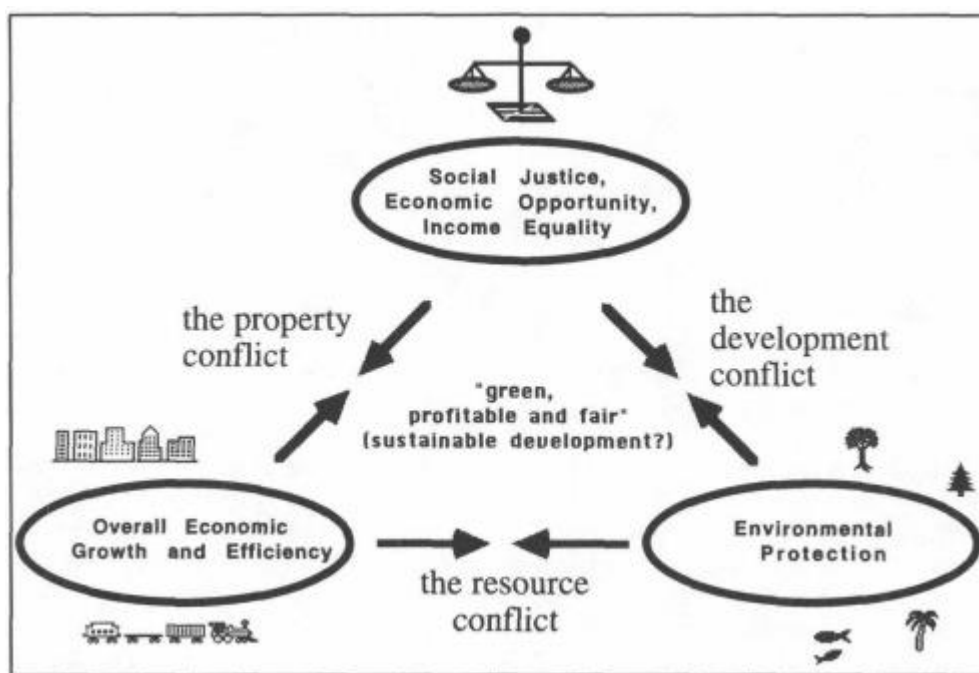 Social Justice,
Economic Opportunity,
Income Equality
the property
conflict
the
development
conflict
"green,
profitable and fair"
(sustainable development?)
Overall Economic
Growth and Efficiency
Environmental
Protection
the resource
conflict